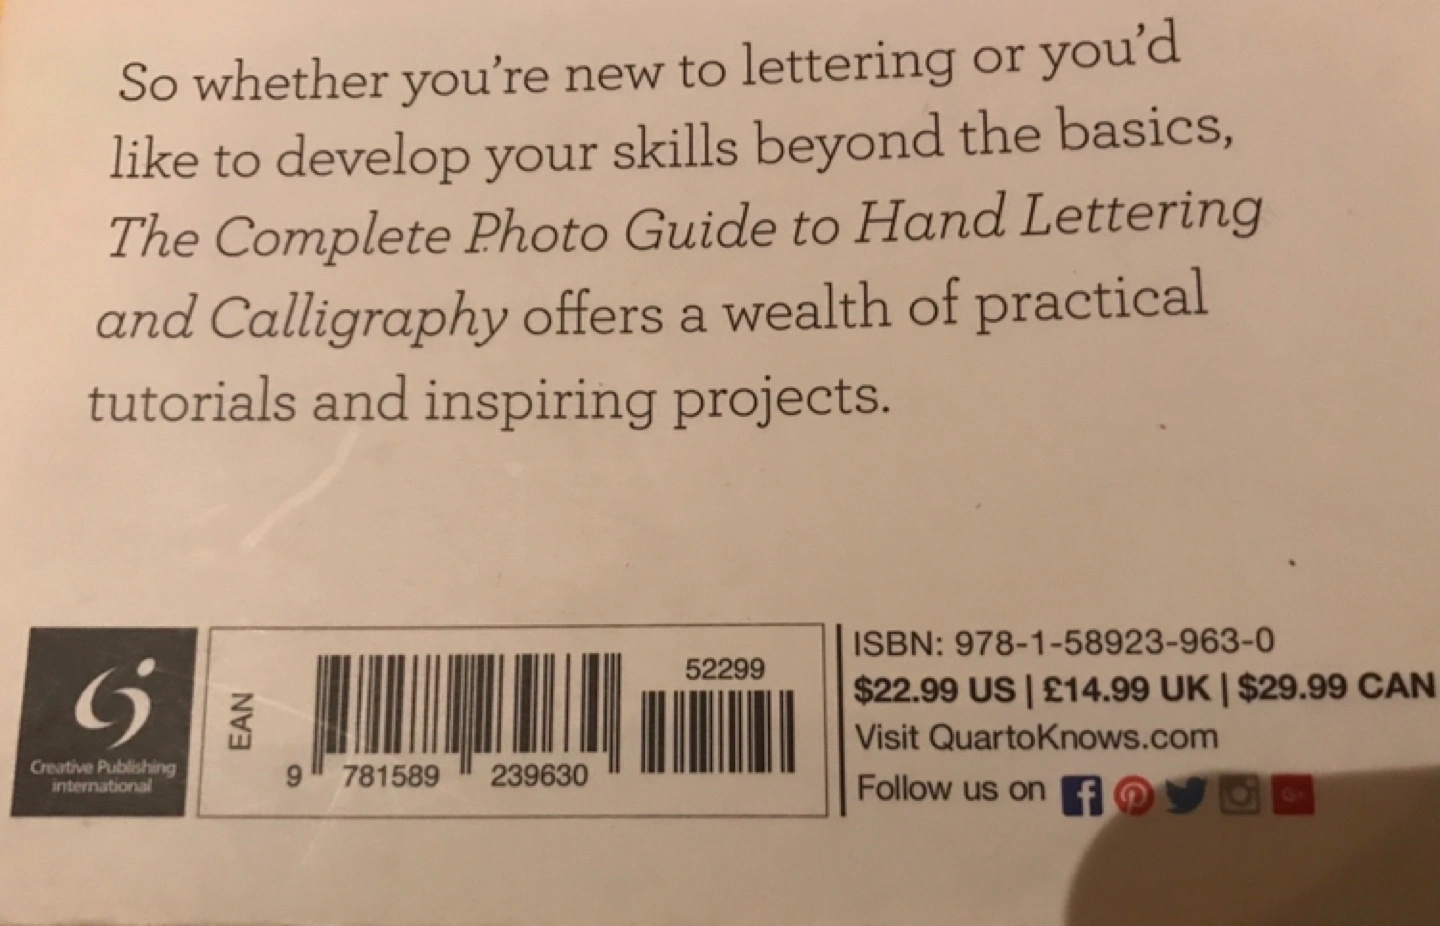 So whether you're new to lettering or you'd
like to develop your skills beyond the basics,
The Complete Photo Guide to Hand Lettering
and Calligraphy offers a wealth of practical
tutorials and inspiring projects.
Creative Publishing
international
EAN
9 781589 239630
52299
ISBN: 978-1-58923-963-0
$22.99 US | £14.99 UK | $29.99 CAN
Visit QuartoKnows.com
Follow us on
G+